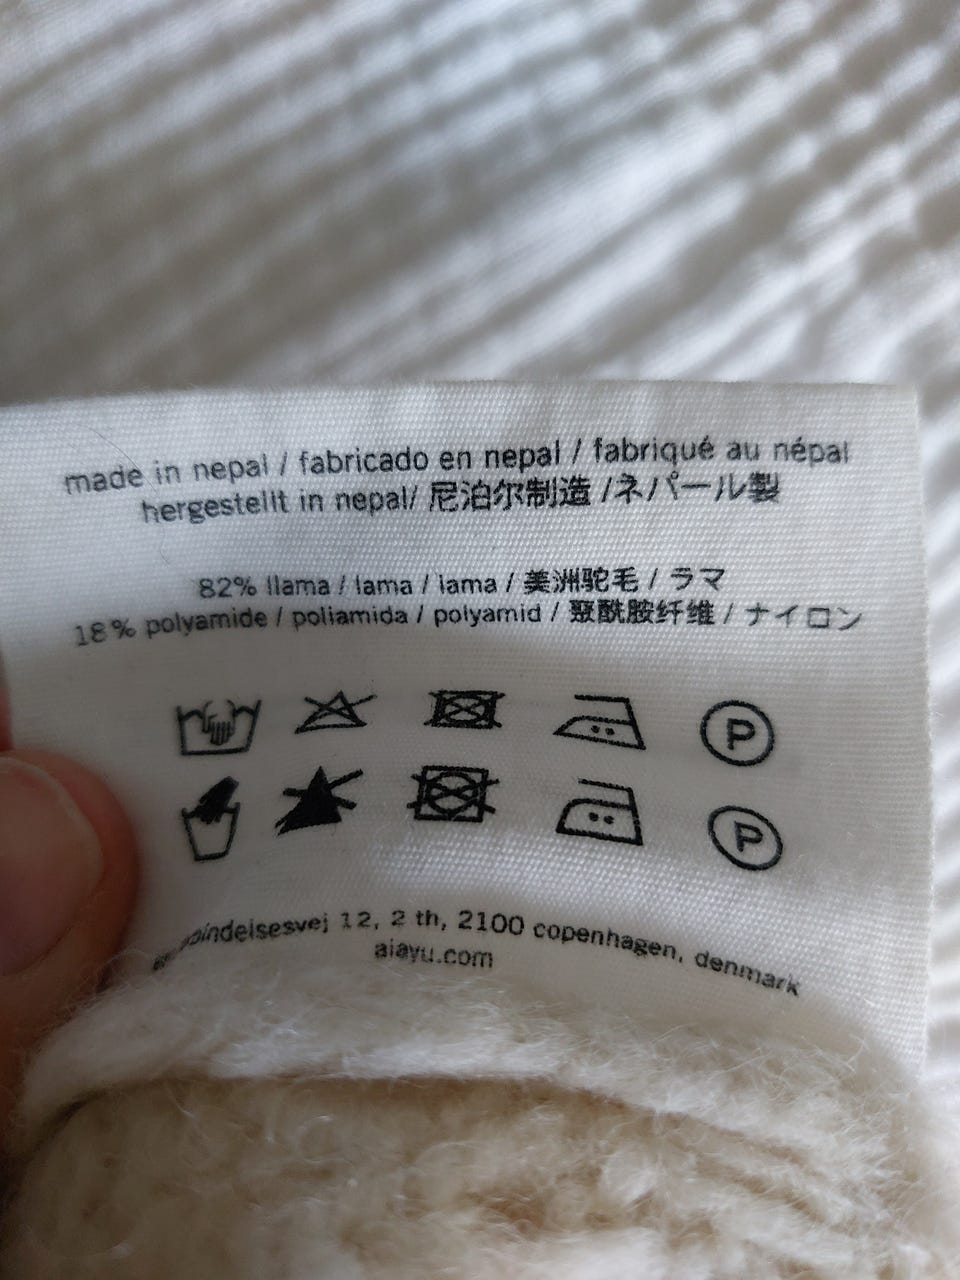 made in nepal / fabricado en nepal / fabriqué au népal
hergestellt in nepal/ 尼泊尔制造 /ネパール製
82% llama / lama / lama / 美洲驼毛 / ラマ
18% polyamide / poliamida / polyamid / 聚酰胺纤维 / ナイロン
P
P
12, 2 th, 2100 copenhagen, denmark
aiayu.com